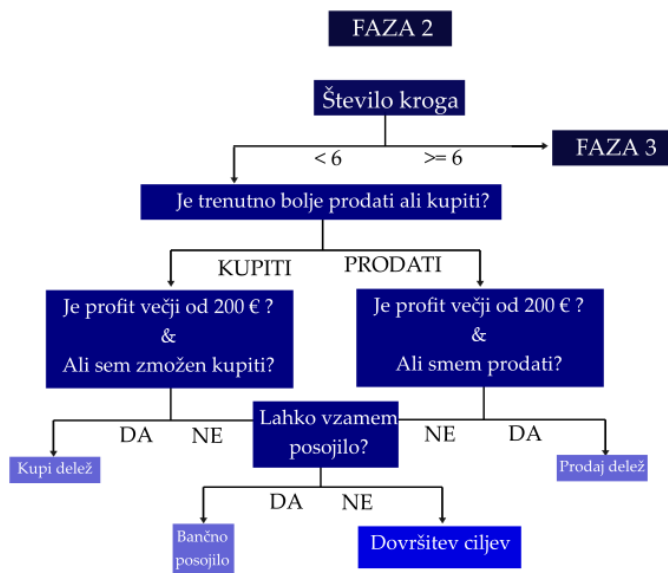 FAZA 2
Število kroga
< 6
>= 6
FAZA 3
Je trenutno bolje prodati ali kupiti?
KUPITI
PRODATI
Je profit večji od 200 € ?
&
Ali sem zmožen kupiti?
Je profit večji od 200 € ?
&
Ali smem prodati?
DA
NE
Lahko vzamem
posojilo?
NE
DA
Kupi delež
Prodaj delež
DA
NE
Bančno
posojilo
Dovršitev ciljev